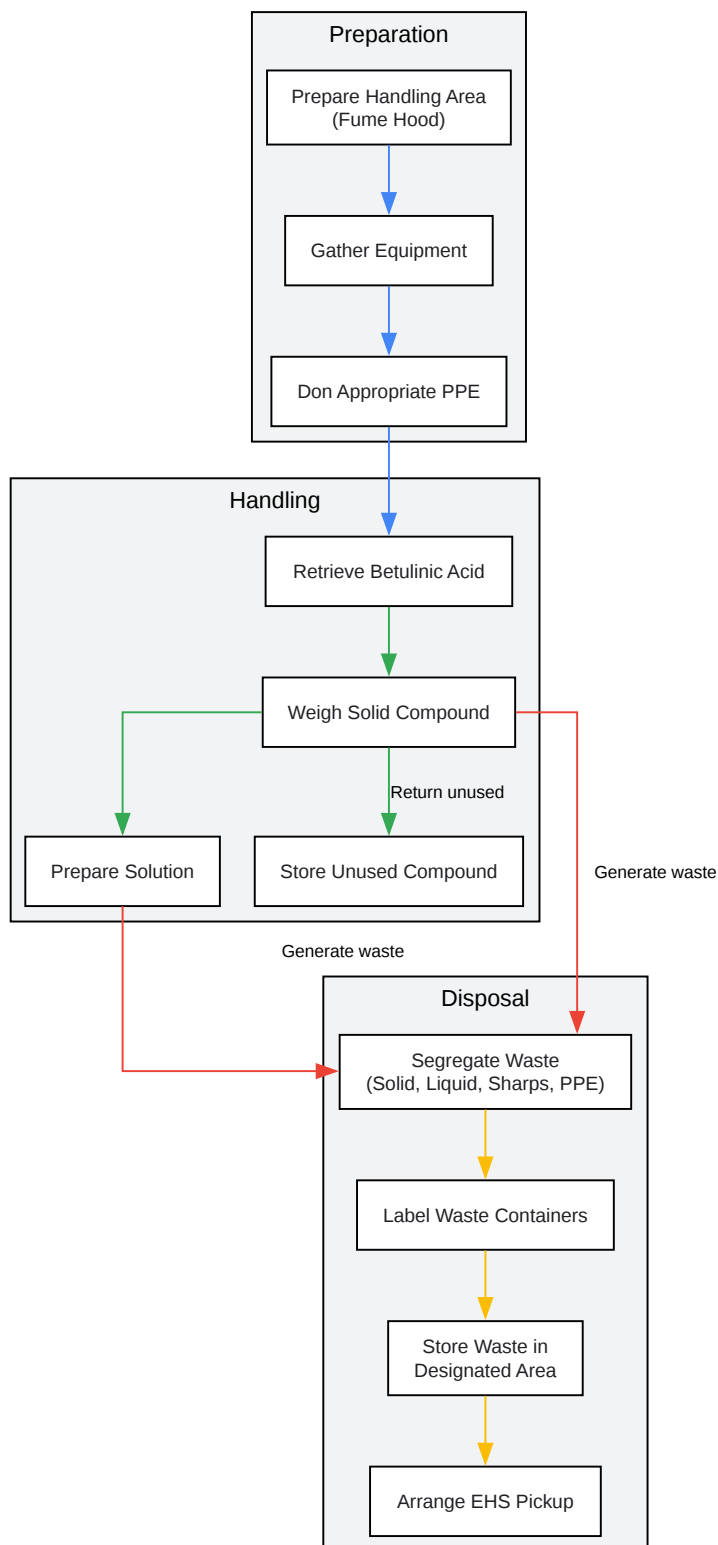 Preparation
Prepare Handling Area
(Fume Hood)
Gather Equipment
Don Appropriate PPE
Handling
Retrieve Betulinic Acid
Weigh Solid Compound
Return unused
Prepare Solution
Store Unused Compound
Generate waste
Generate waste
Disposal
Segregate Waste
(Solid, Liquid, Sharps, PPE)
Label Waste Containers
Store Waste in
Designated Area
Arrange EHS Pickup